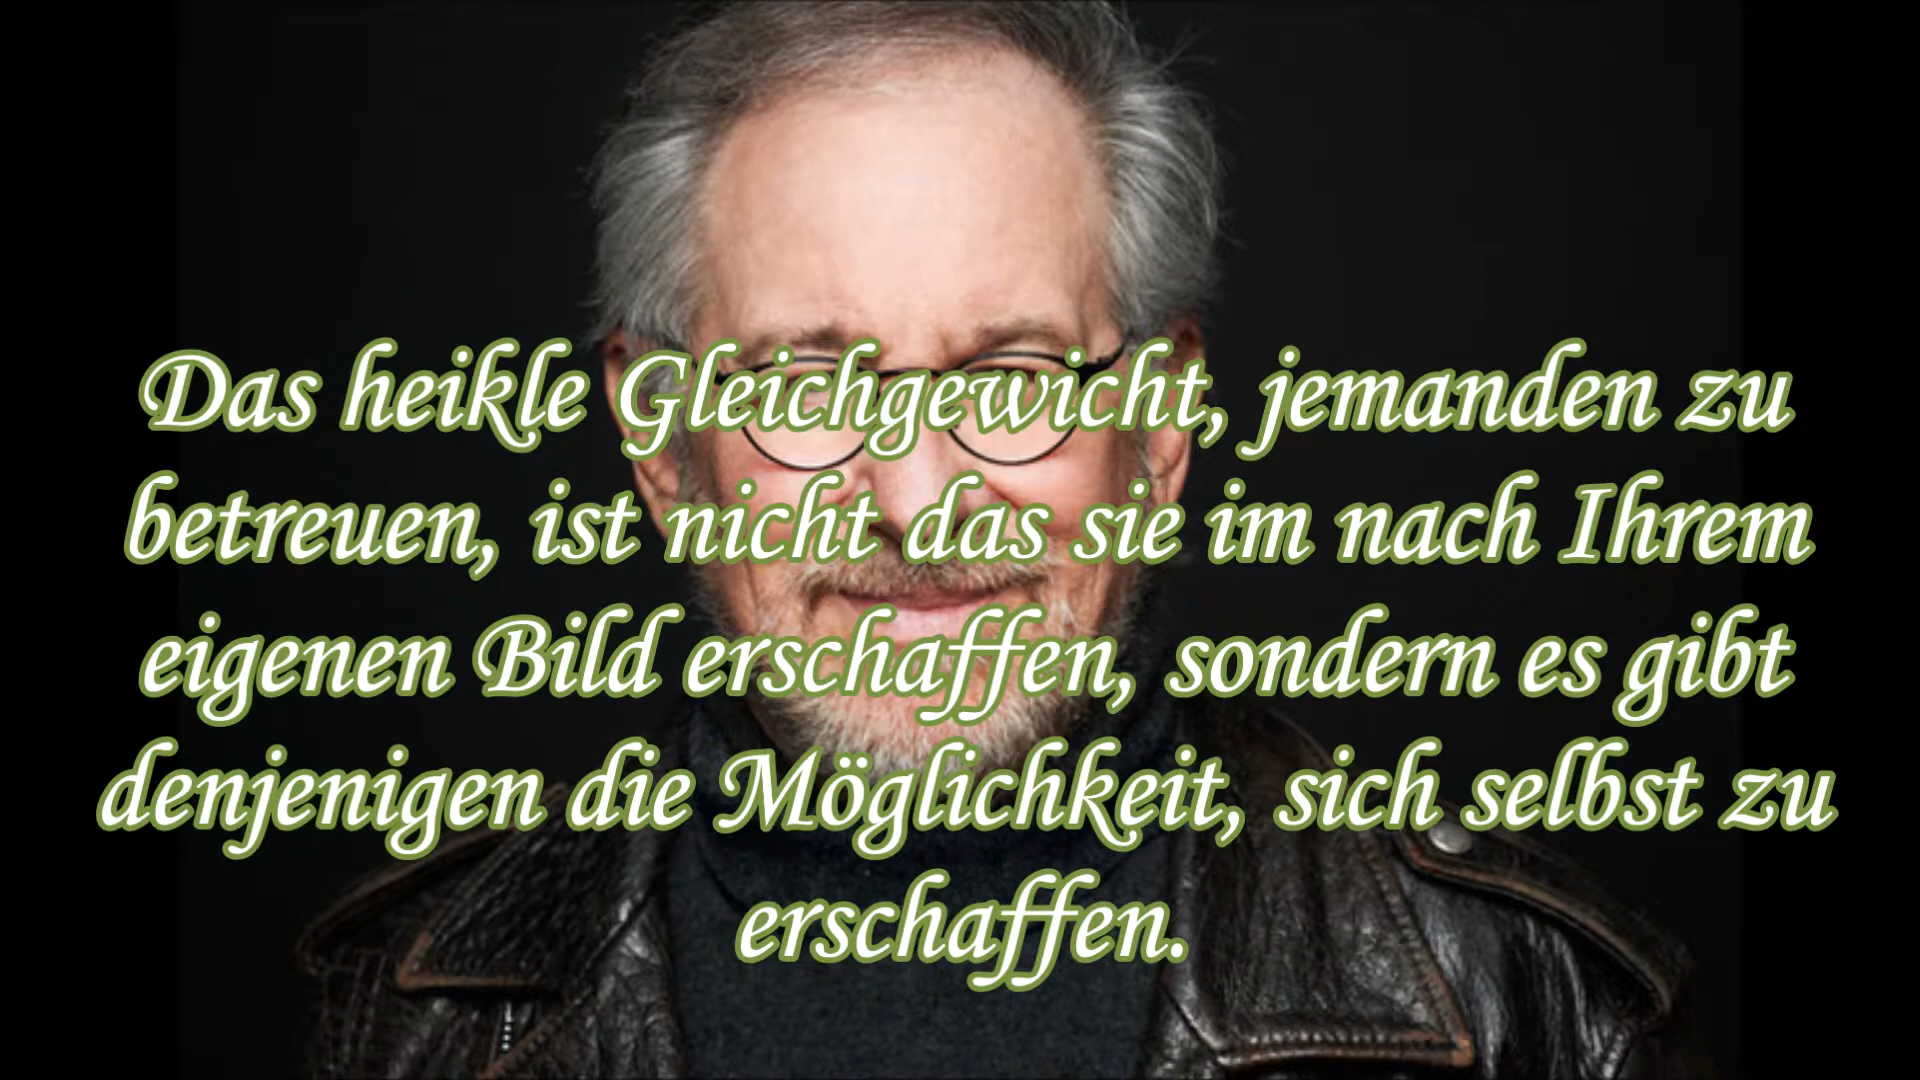 Das heikle Gleichgewicht, jemanden zu
betreuen, ist nicht das sie im nach Ihrem
eigenen Bild erschaffen, sondern es gibt
denjenigen die Möglichkeit, sich selbst zu
erschaffen.